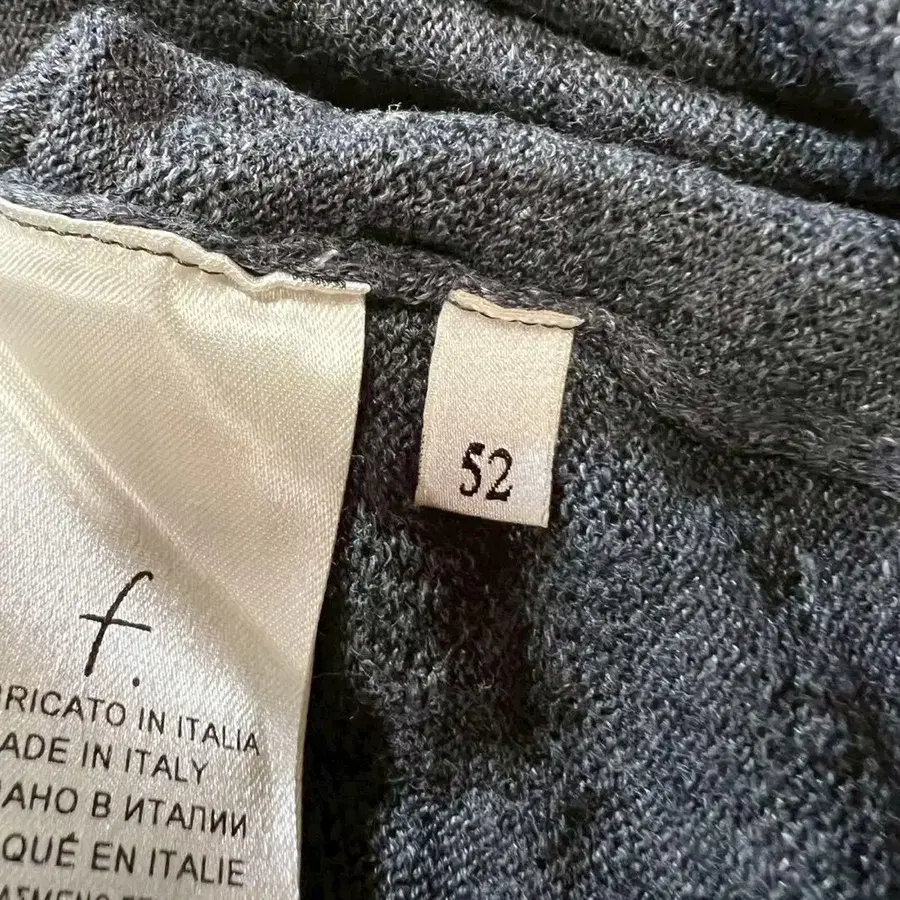 52
f.
RICATO IN ITALIA
ADE IN ITALY
АНО В ИТАЛИИ
QUÉ EN ITALIE